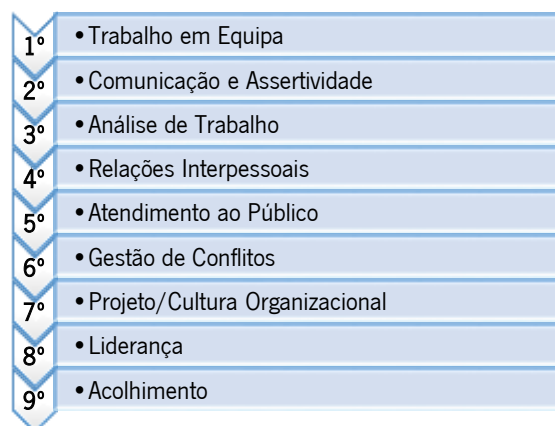 1º • Trabalho em Equipa
2º • Comunicação e Assertividade
3º • Análise de Trabalho
4º • Relações Interpessoais
5º • Atendimento ao Público
6º • Gestão de Conflitos
7º • Projeto/Cultura Organizacional
8º • Liderança
9º • Acolhimento